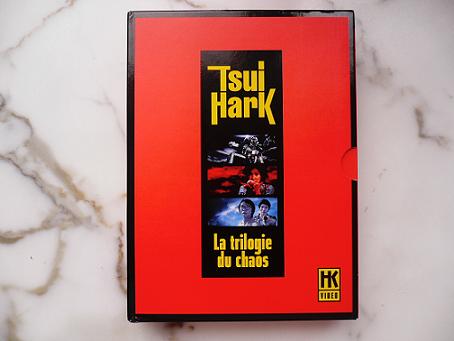 Tsui
Hark
La trilogie
du chaos
HK
VIDEO